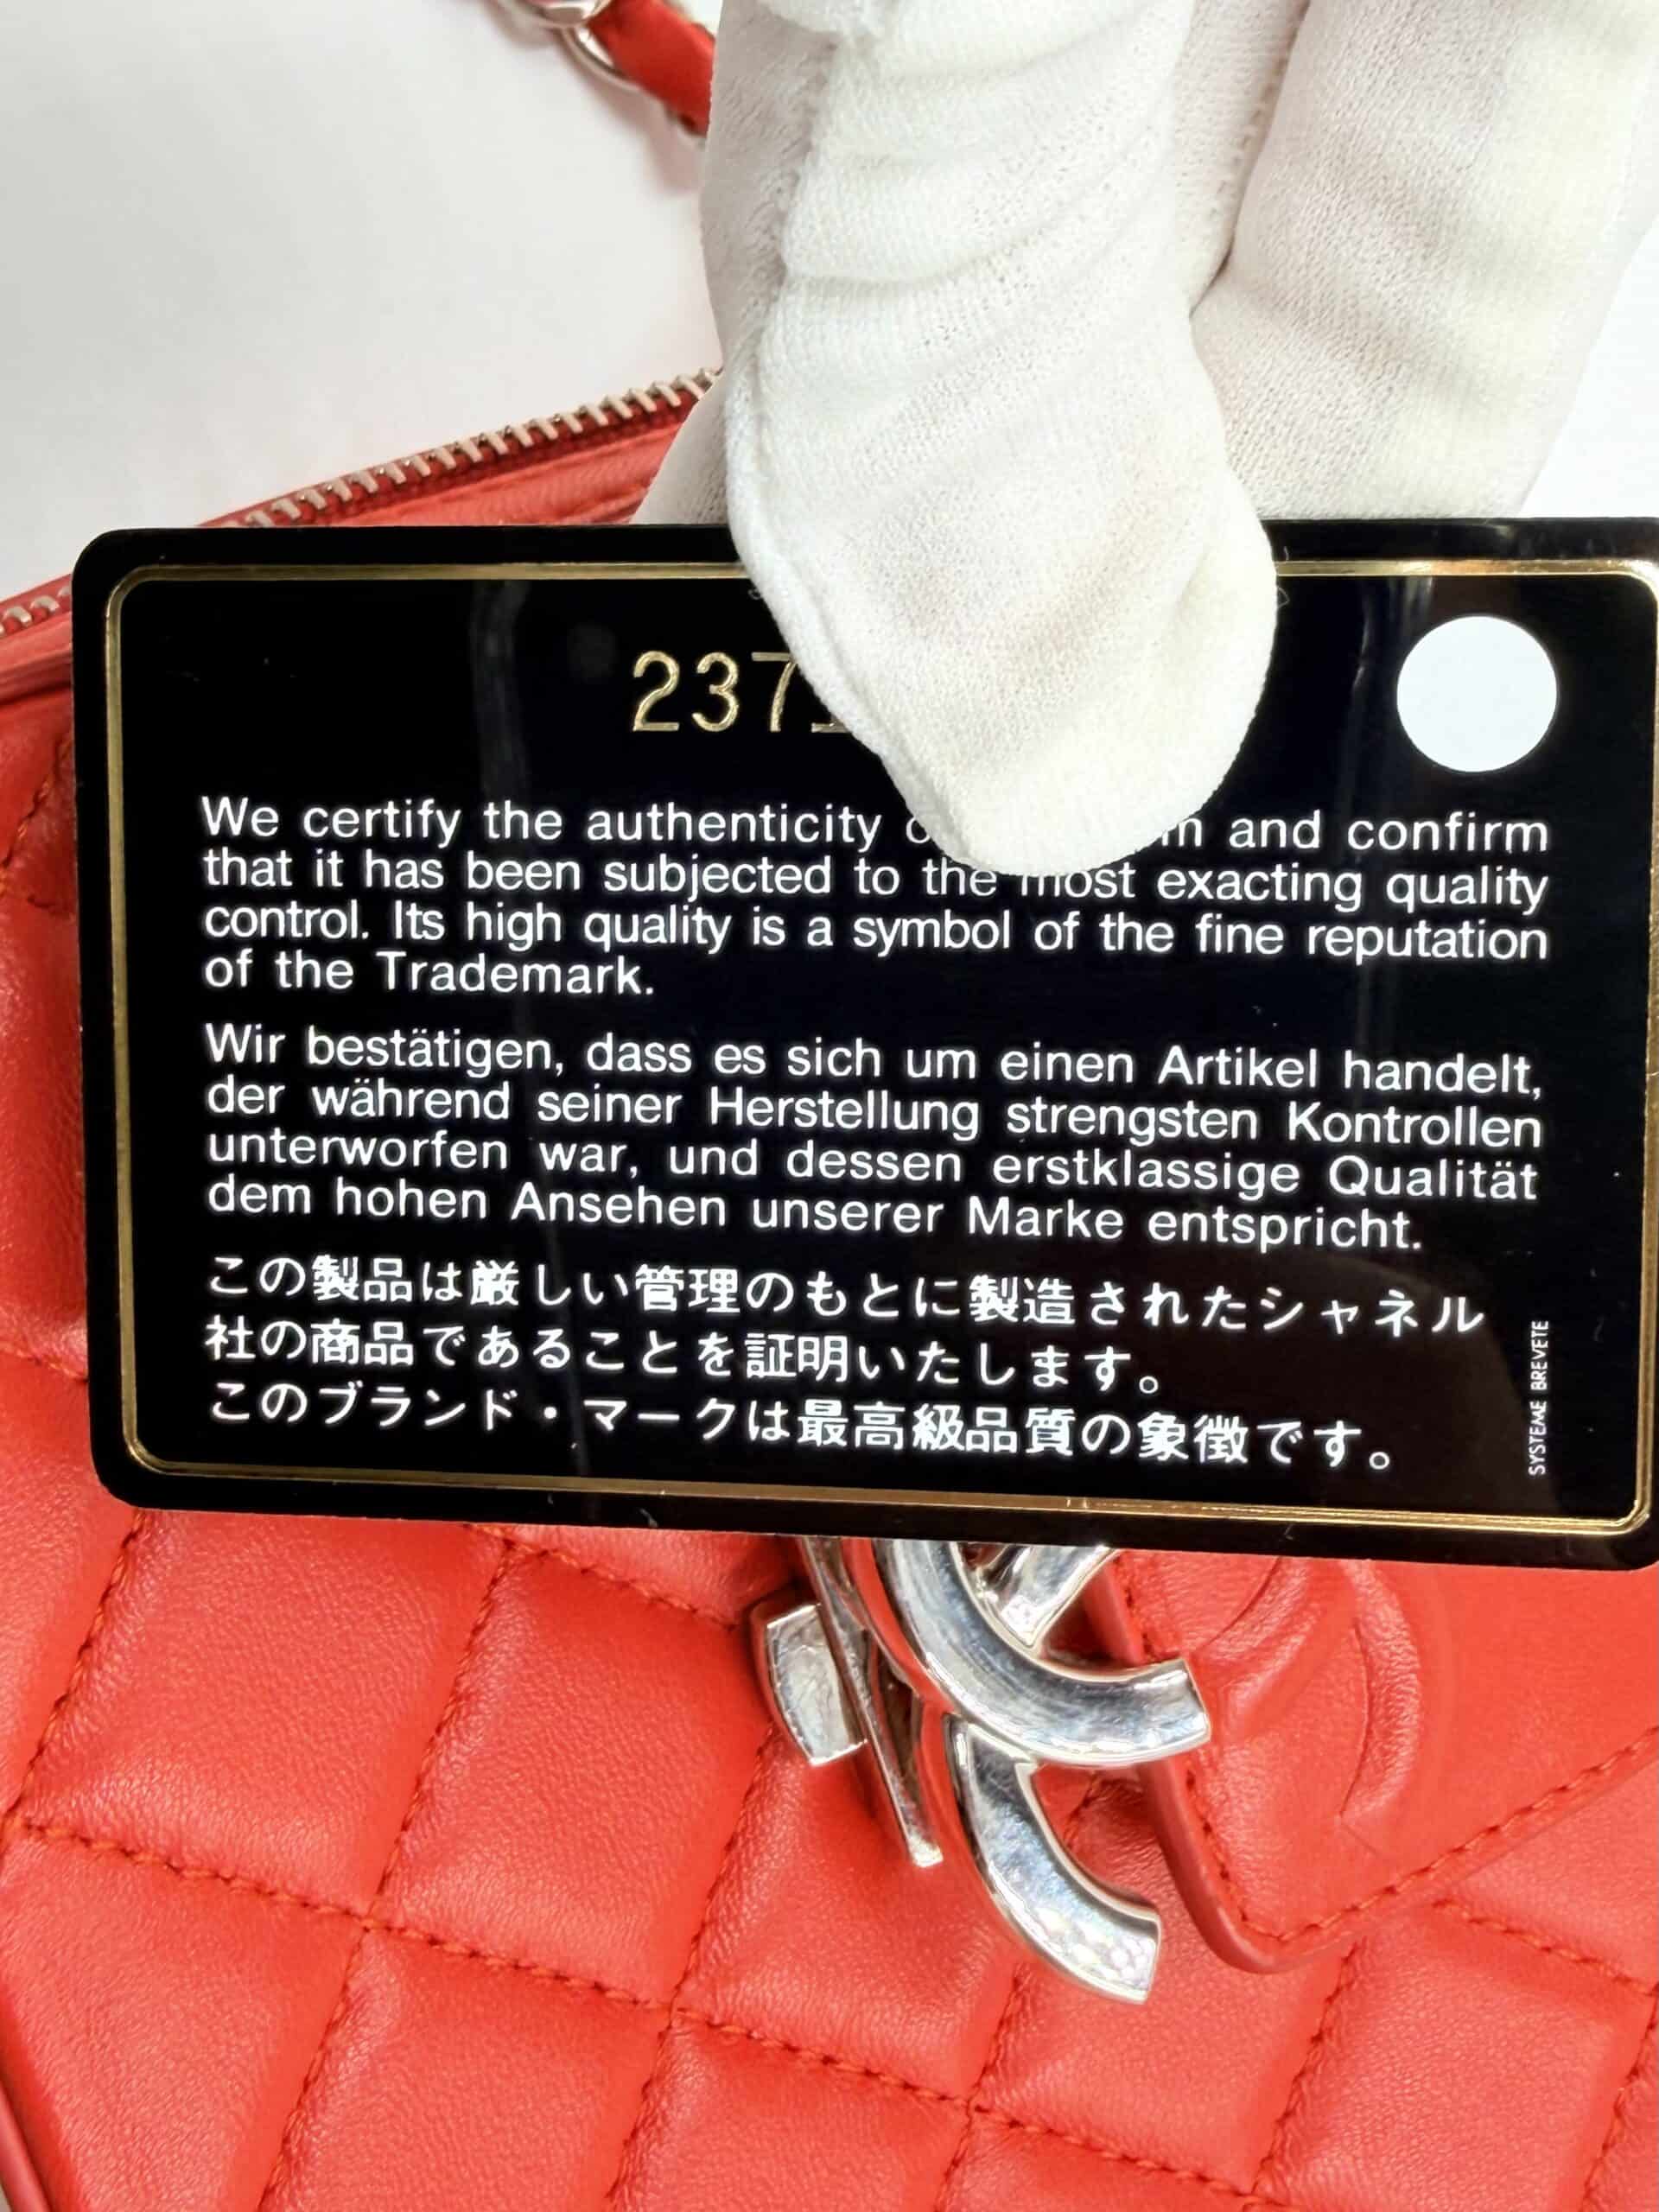 237
We certify the authenticity and confirm
that it has been subjected to the most exacting quality
control. Its high quality is a symbol of the fine reputation
of the Trademark.
Wir bestätigen, dass es sich um einen Artikel handelt,
der während seiner Herstellung strengsten Kontrollen
unterworfen war, und dessen erstklassige Qualität
dem hohen Ansehen unserer Marke entspricht.
この製品は厳しい管理のもとに製造されたシャネル
社の商品であることを証明いたします。
このブランド・マークは最高級品質の象徴です。
SYSTEME BREVETE